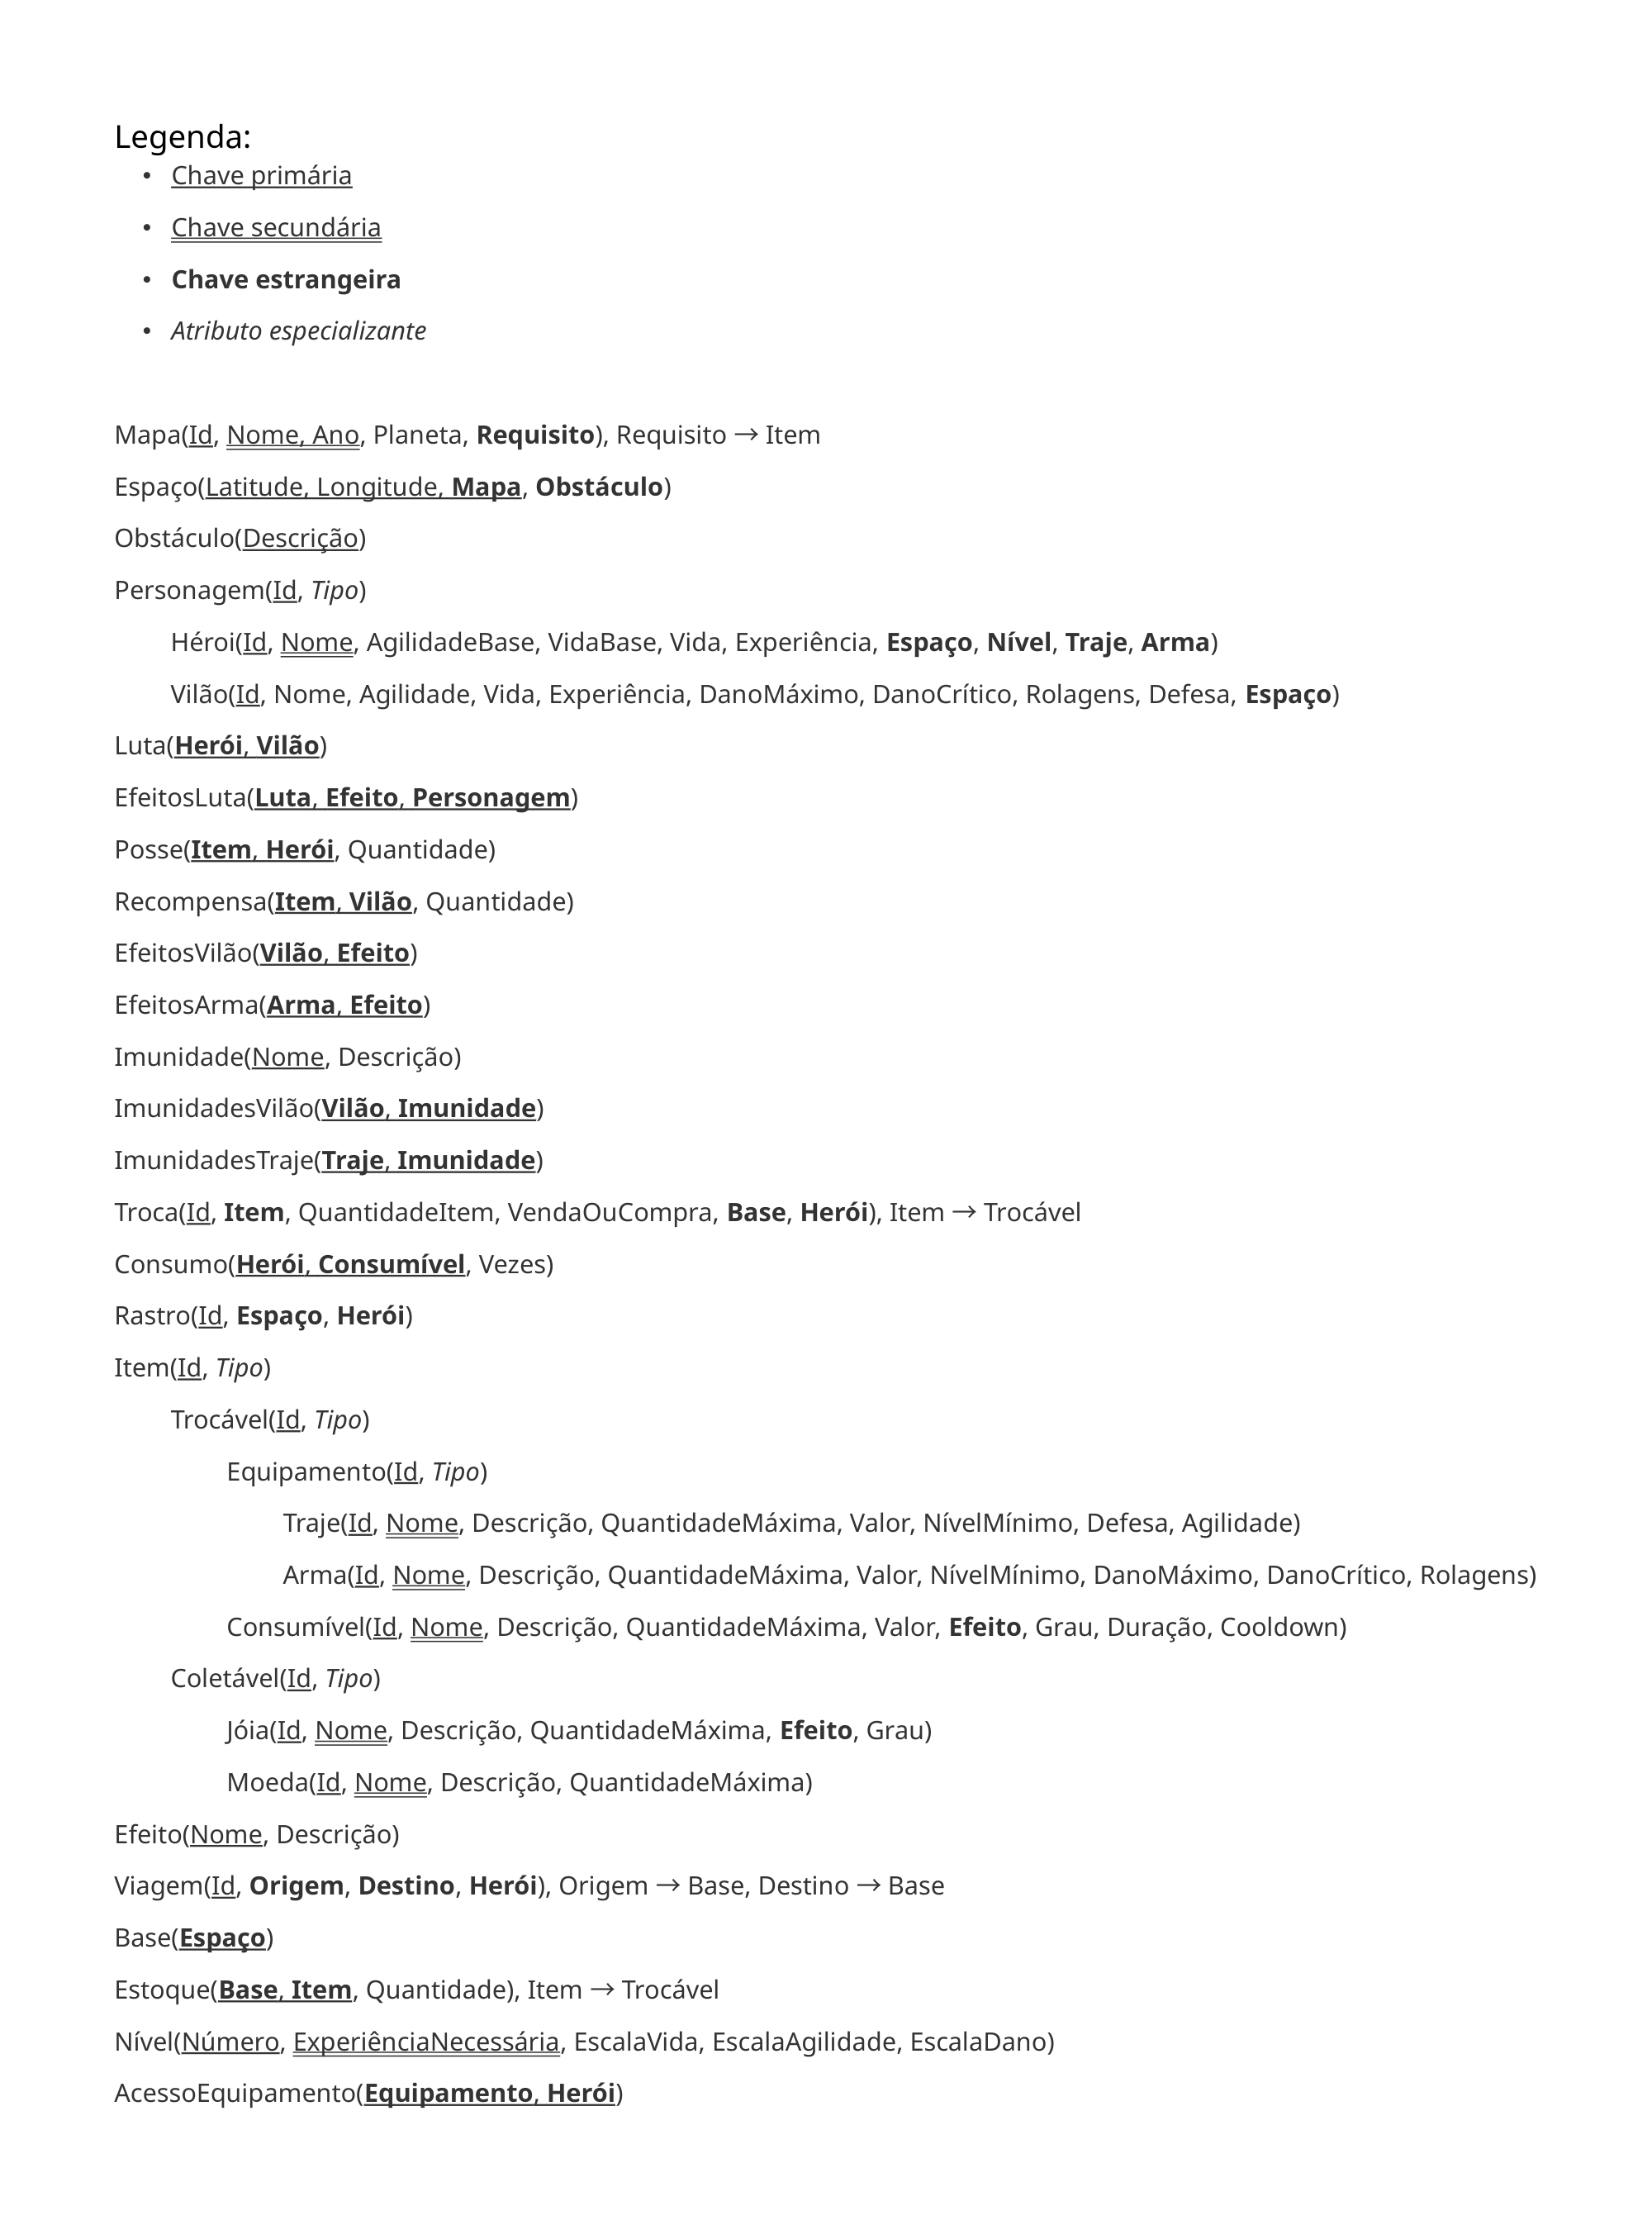 Legenda:
• Chave primária
• Chave secundária
• Chave estrangeira
• Atributo especializante
Mapa(Id, Nome, Ano, Planeta, Requisito), Requisito → Item
Espaço(Latitude, Longitude, Mapa, Obstáculo)
Obstáculo(Descrição)
Personagem(Id, Tipo)
Héroi(Id, Nome, AgilidadeBase, VidaBase, Vida, Experiência, Espaço, Nível, Traje, Arma)
Vilão(Id, Nome, Agilidade, Vida, Experiência, DanoMáximo, DanoCrítico, Rolagens, Defesa, Espaço)
Luta(Herói, Vilão)
EfeitosLuta(Luta, Efeito, Personagem)
Posse(Item, Herói, Quantidade)
Recompensa(Item, Vilão, Quantidade)
EfeitosVilão(Vilão, Efeito)
EfeitosArma(Arma, Efeito)
Imunidade(Nome, Descrição)
ImunidadesVilão(Vilão, Imunidade)
ImunidadesTraje(Traje, Imunidade)
Troca(Id, Item, QuantidadeItem, VendaOuCompra, Base, Herói), Item → Trocável
Consumo(Herói, Consumível, Vezes)
Rastro(Id, Espaço, Herói)
Item(Id, Tipo)
Trocável(Id, Tipo)
Equipamento(Id, Tipo)
Traje(Id, Nome, Descrição, QuantidadeMáxima, Valor, NívelMínimo, Defesa, Agilidade)
Arma(Id, Nome, Descrição, QuantidadeMáxima, Valor, NívelMínimo, DanoMáximo, DanoCrítico, Rolagens)
Consumível(Id, Nome, Descrição, QuantidadeMáxima, Valor, Efeito, Grau, Duração, Cooldown)
Coletável(Id, Tipo)
Jóia(Id, Nome, Descrição, QuantidadeMáxima, Efeito, Grau)
Moeda(Id, Nome, Descrição, QuantidadeMáxima)
Efeito(Nome, Descrição)
Viagem(Id, Origem, Destino, Herói), Origem → Base, Destino → Base
Base(Espaço)
Estoque(Base, Item, Quantidade), Item → Trocável
Nível(Número, ExperiênciaNecessária, EscalaVida, EscalaAgilidade, EscalaDano)
AcessoEquipamento(Equipamento, Herói)